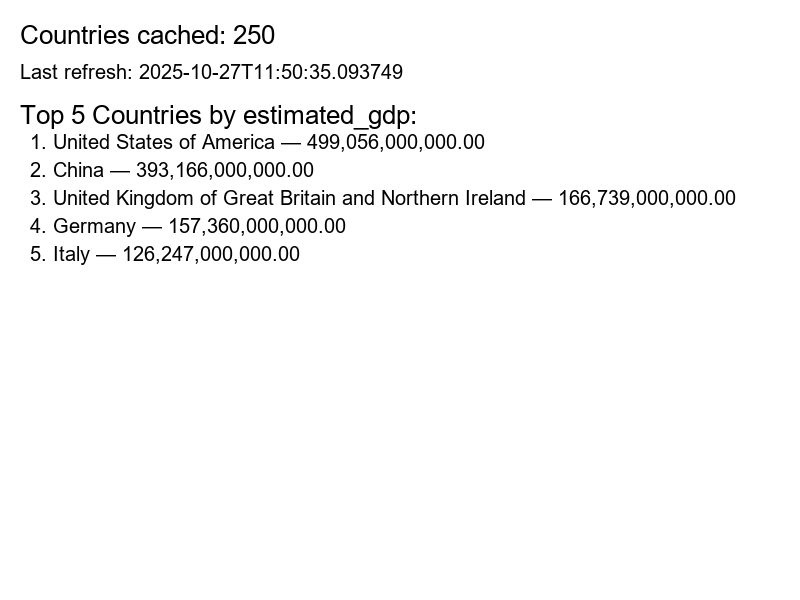 Countries cached: 250
Last refresh: 2025-10-27T11:50:35.093749
Top 5 Countries by estimated_gdp:
1. United States of America — 499,056,000,000.00
2. China — 393,166,000,000.00
3. United Kingdom of Great Britain and Northern Ireland — 166,739,000,000.00
4. Germany — 157,360,000,000.00
5. Italy — 126,247,000,000.00